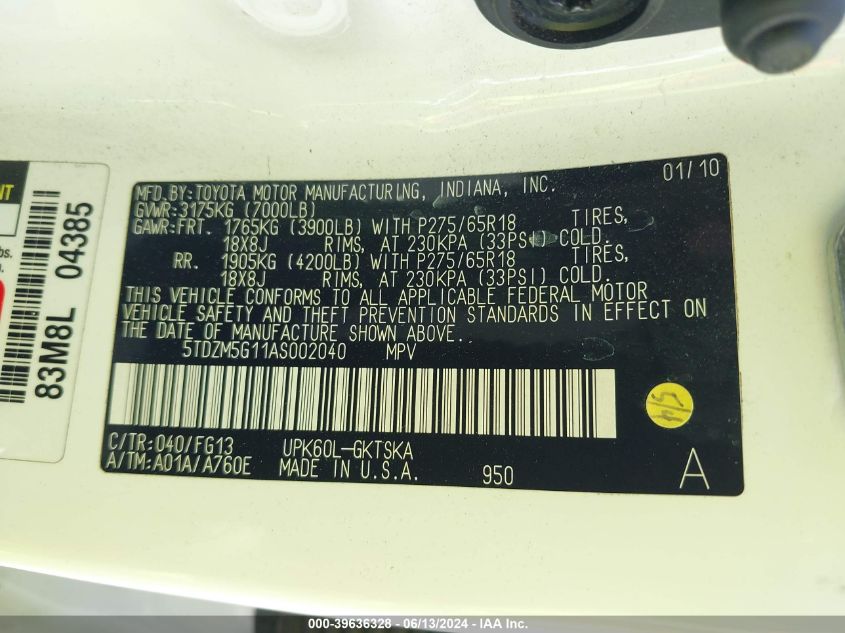 MFD.BY:TOYOTA MOTOR MANUFACTURING, INDIANA, INC. 01/10
GVWR:3175KG (7000LB)
GAWR:FRT. 1765KG (3900LB) WITH P275/65R18 TIRES,
18X8J RIMS, AT 230KPA (33PSI) COLD.
RR. 1905KG (4200LB) WITH P275/65R18 TIRES,
18X8J RIMS, AT 230KPA (33PSI) COLD.
THIS VEHICLE CONFORMS TO ALL APPLICABLE FEDERAL MOTOR
VEHICLE SAFETY AND THEFT PREVENTION STANDARDS IN EFFECT ON
THE DATE OF MANUFACTURE SHOWN ABOVE.
5TDZM5G11AS002040 MPV
C/TR:040/FG13 UPK60L-GKTSKA
A/TM:A01A/A760E MADE IN U.S.A. 950 A
83M8L 04385
000-39636328 - 06/13/2024 - IAA Inc.